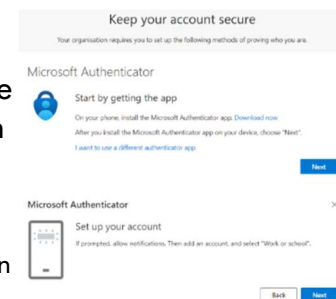 Keep your account secure
Your organisation requires you to set up the following methods of proving who you are.
Microsoft Authenticator
e
Start by getting the app
On your phone, install the Microsoft Authenticator app. Download now
After you install the Microsoft Authenticator app on your device, choose "Next".
I want to use a different authenticator app
Next
Microsoft Authenticator
Set up your account
If prompted, allow notifications. Then add an account, and select "Work or school".
n
Back Next